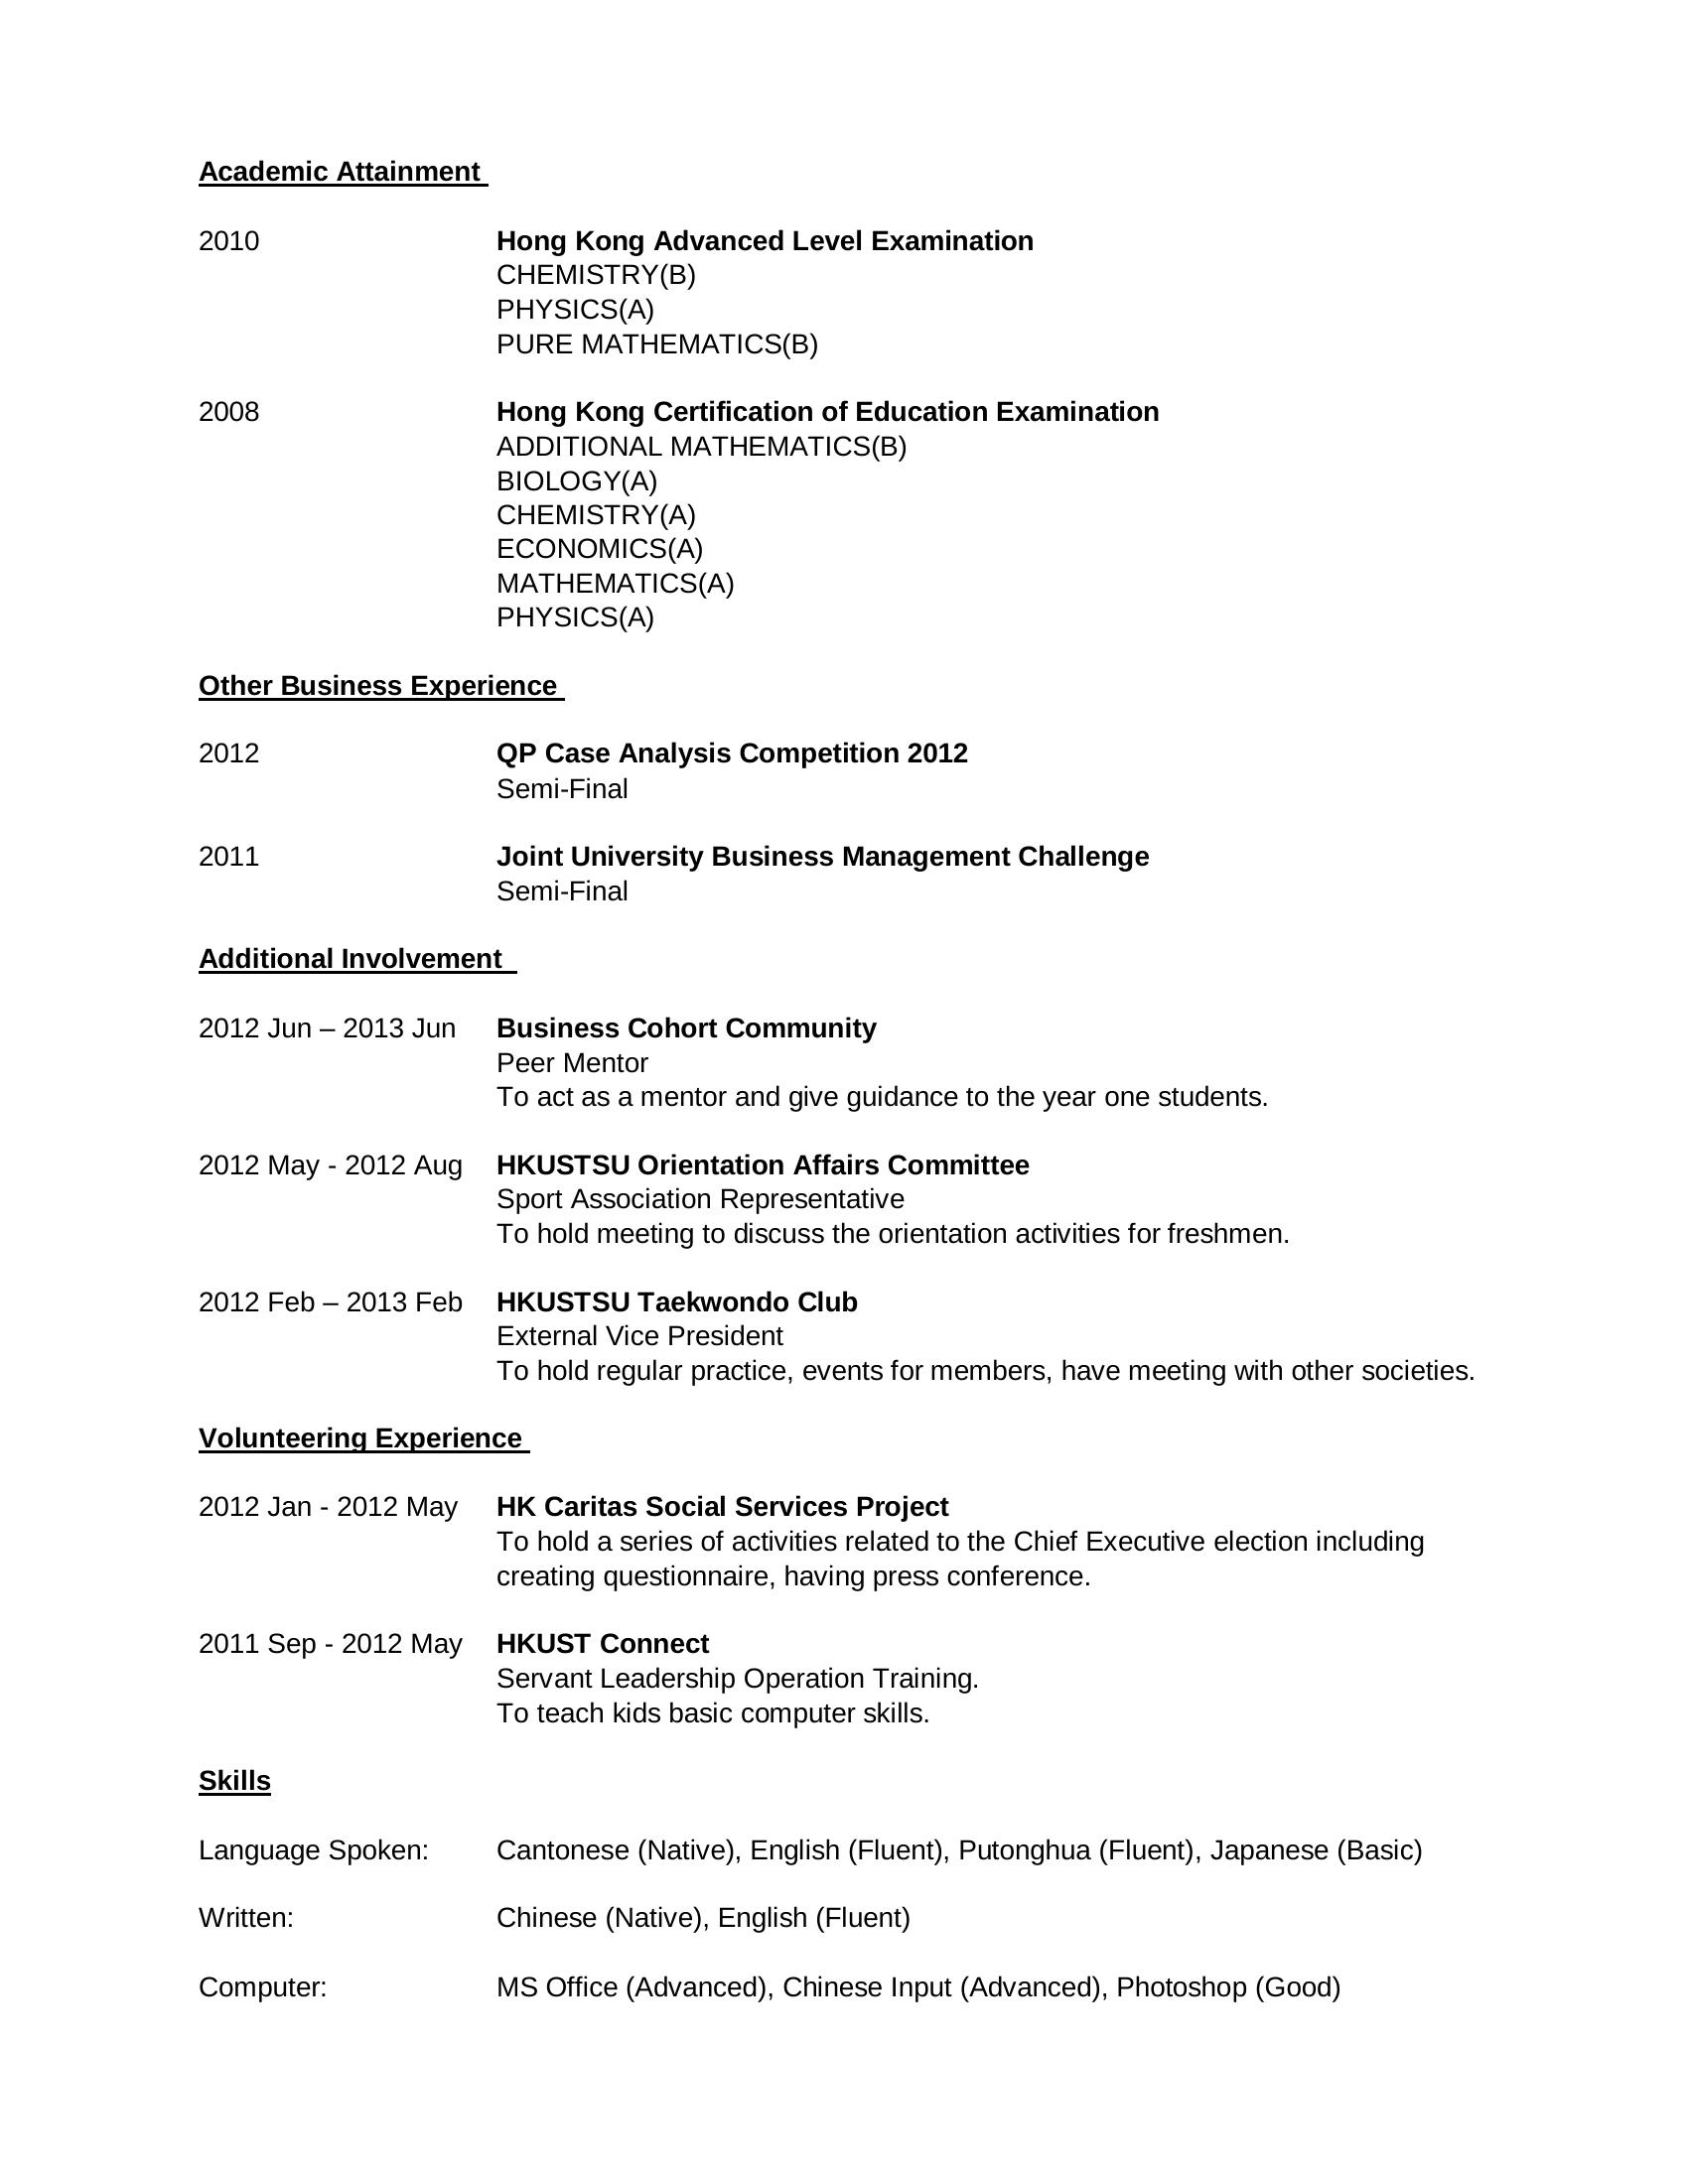 Academic Attainment
2010 Hong Kong Advanced Level Examination
CHEMISTRY(B)
PHYSICS(A)
PURE MATHEMATICS(B)
2008 Hong Kong Certification of Education Examination
ADDITIONAL MATHEMATICS(B)
BIOLOGY(A)
CHEMISTRY(A)
ECONOMICS(A)
MATHEMATICS(A)
PHYSICS(A)
Other Business Experience
2012 QP Case Analysis Competition 2012
Semi-Final
2011 Joint University Business Management Challenge
Semi-Final
Additional Involvement
2012 Jun – 2013 Jun Business Cohort Community
Peer Mentor
To act as a mentor and give guidance to the year one students.
2012 May - 2012 Aug HKUSTSU Orientation Affairs Committee
Sport Association Representative
To hold meeting to discuss the orientation activities for freshmen.
2012 Feb – 2013 Feb HKUSTSU Taekwondo Club
External Vice President
To hold regular practice, events for members, have meeting with other societies.
Volunteering Experience
2012 Jan - 2012 May HK Caritas Social Services Project
To hold a series of activities related to the Chief Executive election including
creating questionnaire, having press conference.
2011 Sep - 2012 May HKUST Connect
Servant Leadership Operation Training.
To teach kids basic computer skills.
Skills
Language Spoken: Cantonese (Native), English (Fluent), Putonghua (Fluent), Japanese (Basic)
Written: Chinese (Native), English (Fluent)
Computer: MS Office (Advanced), Chinese Input (Advanced), Photoshop (Good)